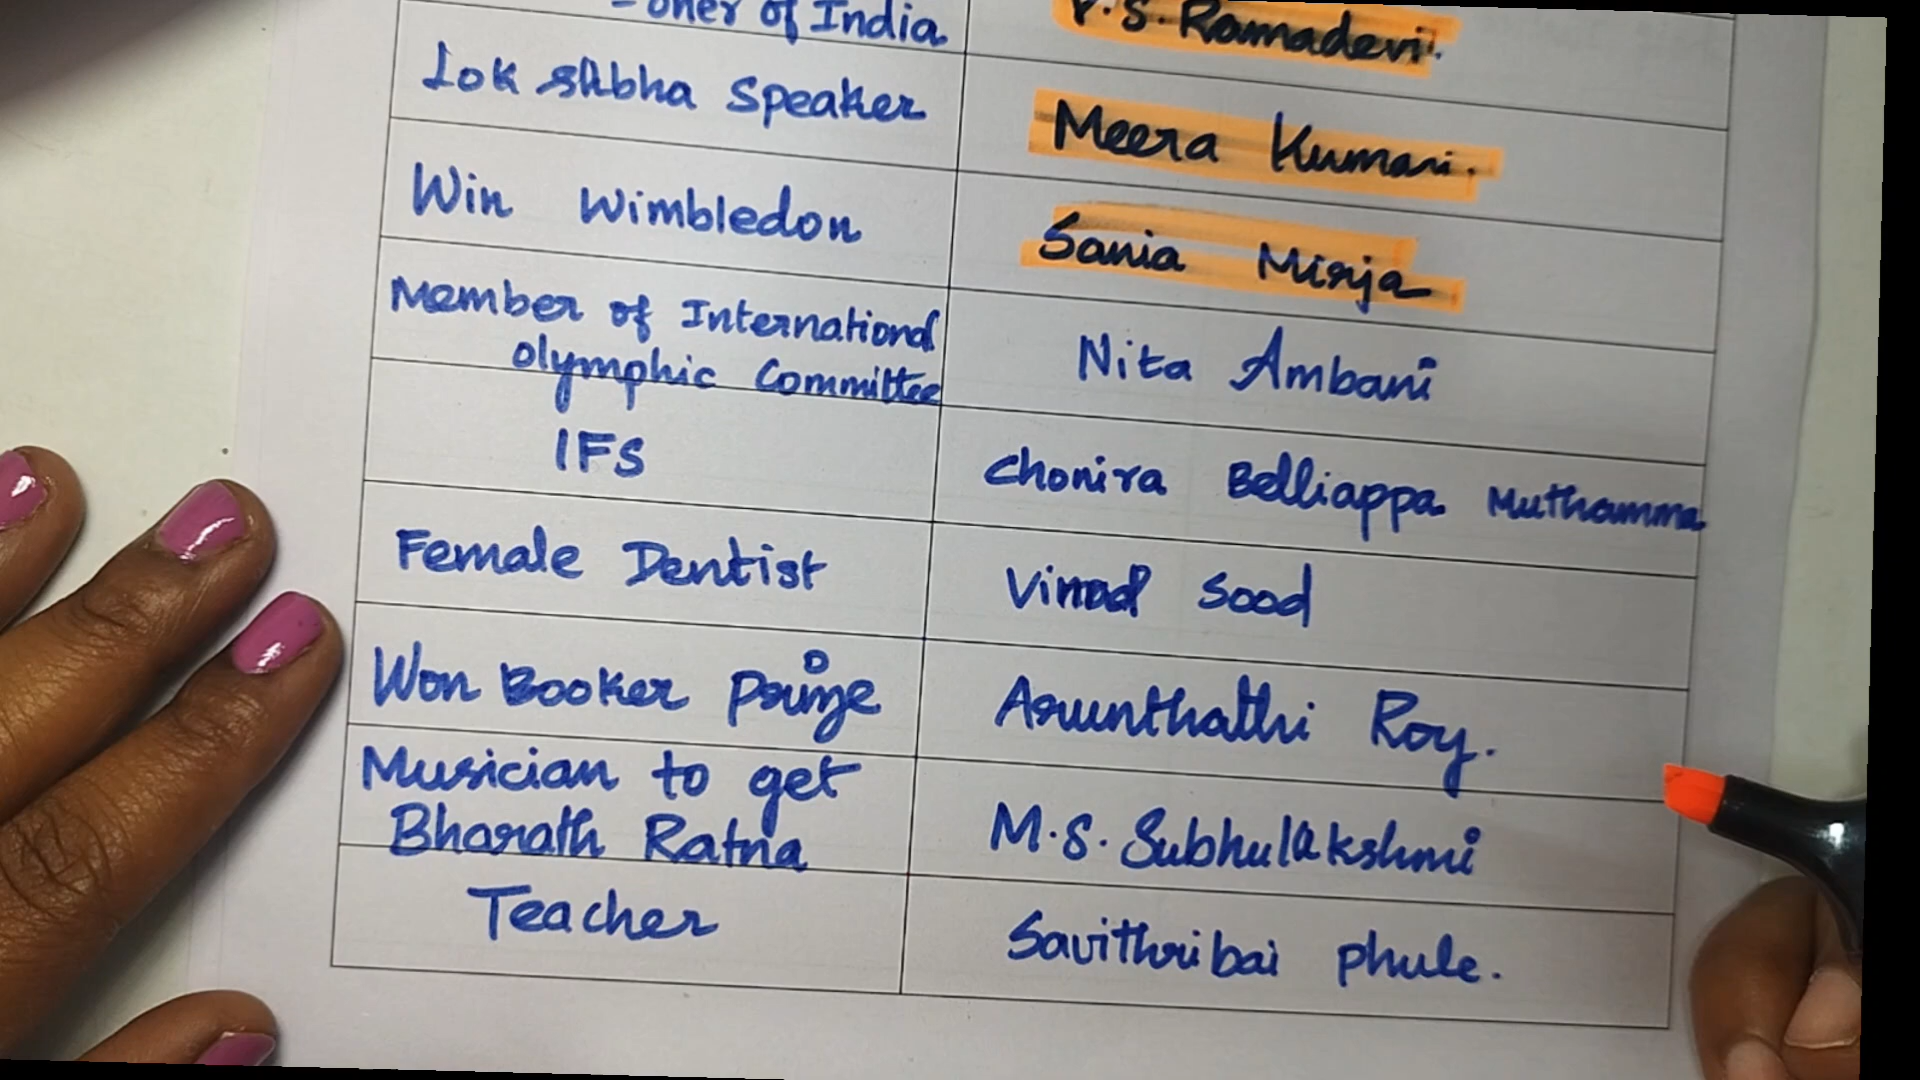 oner of India V.S.Ramadevi.
Lok sabha Speaker Meera Kumari.
Win Wimbledon Sania Mirja
Member of International
Olymphic Committee Nita Ambani
IFS Chonira Belliappa Muthamma
Female Dentist Vimal Sood
Won Booker Prize Arunthathi Roy.
Musician to get
Bharath Ratna M.S. Subhulakshmi
Teacher Savithribai phule.